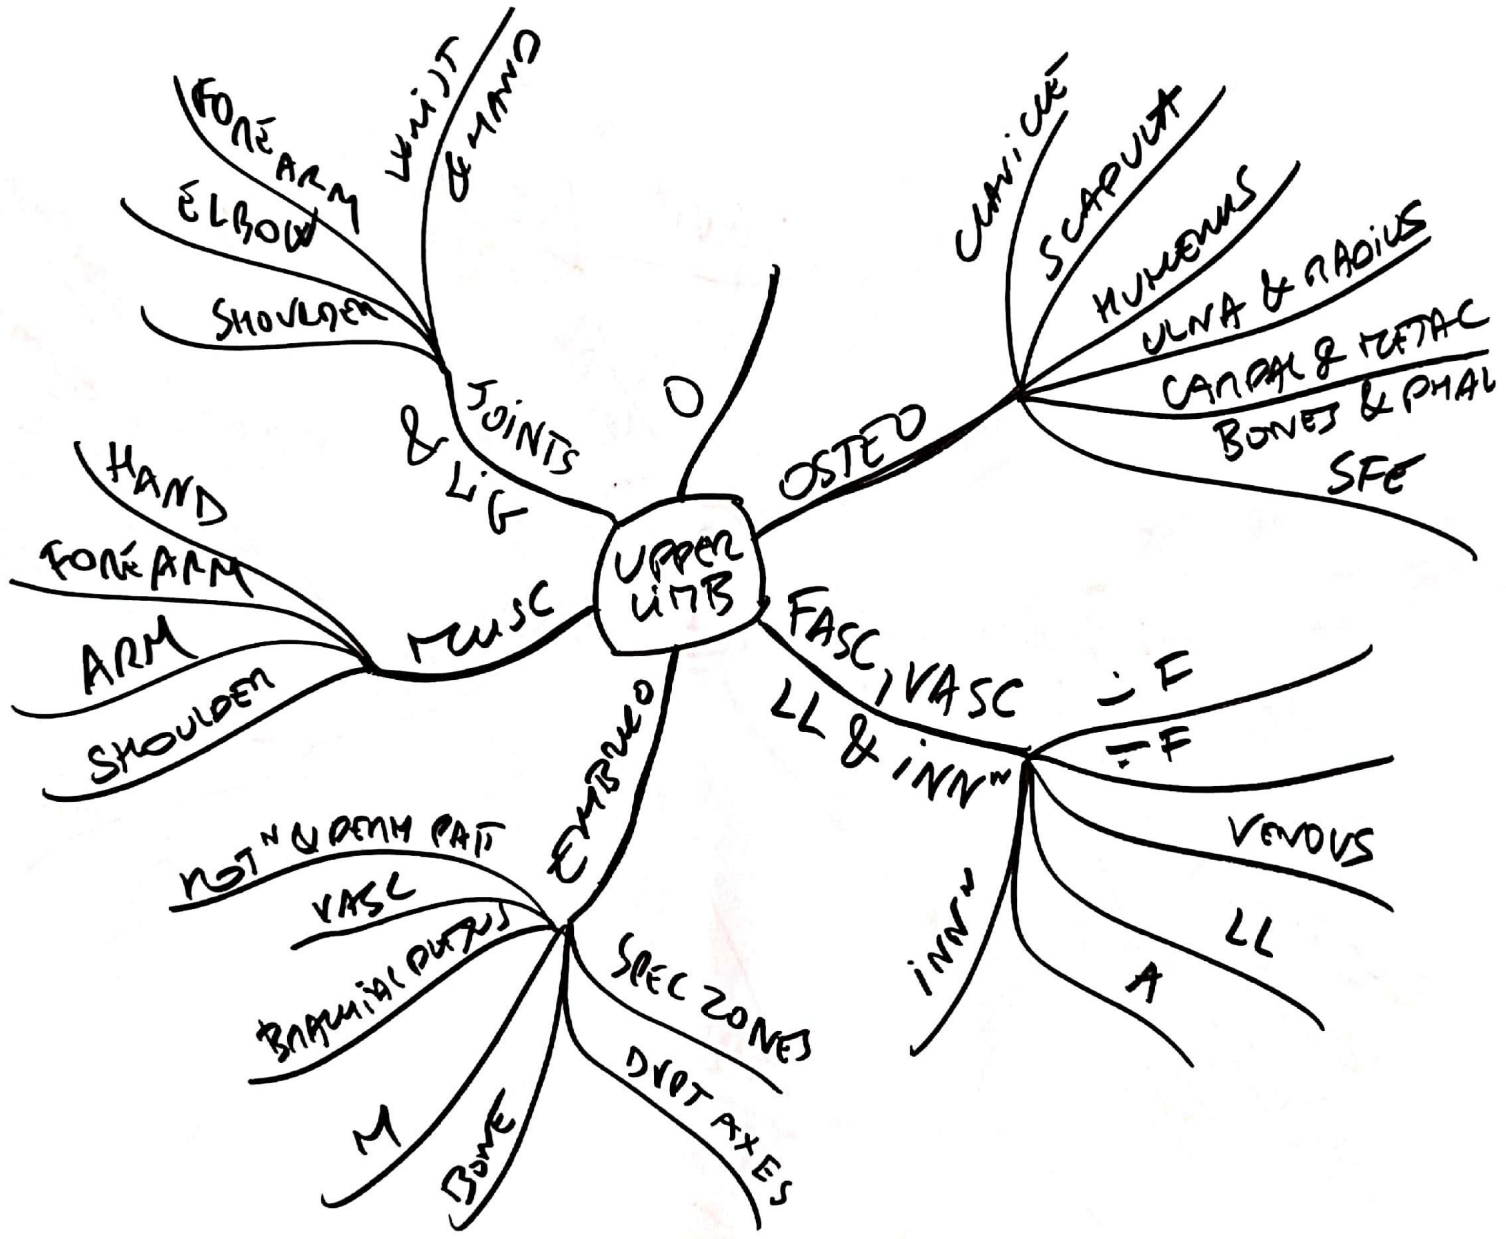 UPPER
LIMB
O
OSTEO
CLAVICLE
SCAPULA
HUMERUS
ULNA & RADIUS
CARPAL & METAC
BONES & PHAL
SFE
FASC, VASC
LL & INNⁿ
F
F
VENOUS
LL
A
INNⁿ
EMBRYO
SPEC ZONES
DVPT AXES
BONE
M
BRACHIAL PLEXUS
VASC
ROTᴺ & DERM PATT
MUSC
SHOULDER
ARM
FOREARM
HAND
JOINTS
& LIG
SHOULDER
ELBOW
FOREARM
WRIST
& HAND